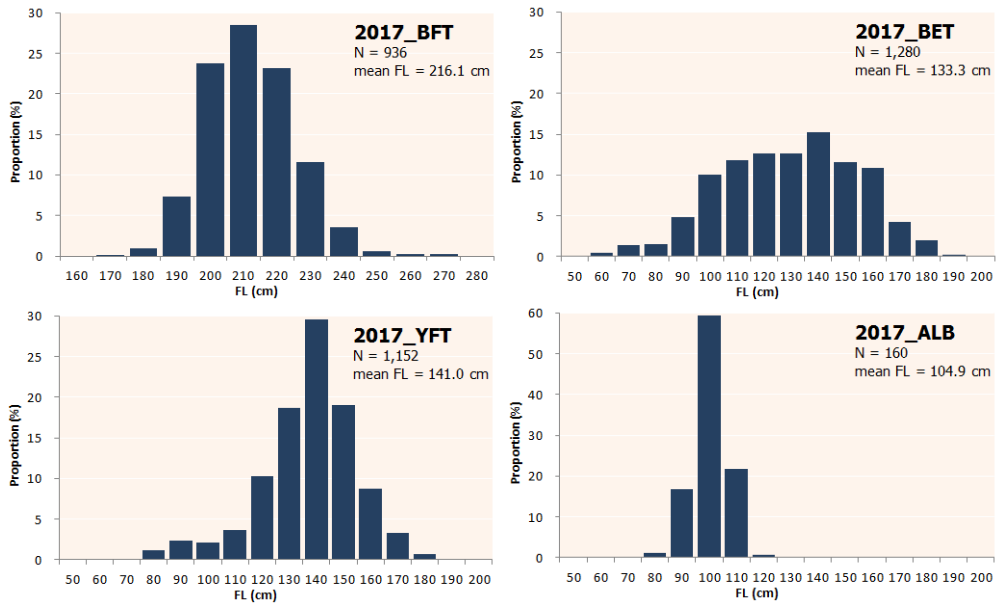 2017_BFT
N = 936
mean FL = 216.1 cm
Proportion (%)
30
25
20
15
10
5
0
160 170 180 190 200 210 220 230 240 250 260 270 280
FL (cm)
2017_BET
N = 1,280
mean FL = 133.3 cm
Proportion (%)
30
25
20
15
10
5
0
50 60 70 80 90 100 110 120 130 140 150 160 170 180 190 200
FL (cm)
2017_YFT
N = 1,152
mean FL = 141.0 cm
Proportion (%)
30
25
20
15
10
5
0
50 60 70 80 90 100 110 120 130 140 150 160 170 180 190 200
FL (cm)
2017_ALB
N = 160
mean FL = 104.9 cm
Proportion (%)
60
50
40
30
20
10
0
50 60 70 80 90 100 110 120 130 140 150 160 170 180 190 200
FL (cm)